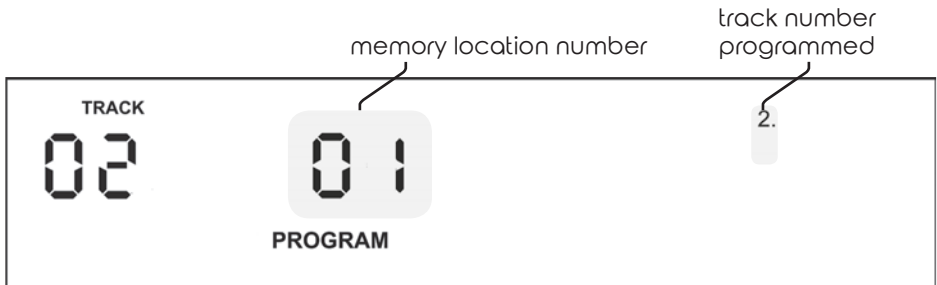 track number
programmed
memory location number
TRACK
02
01
2.
PROGRAM